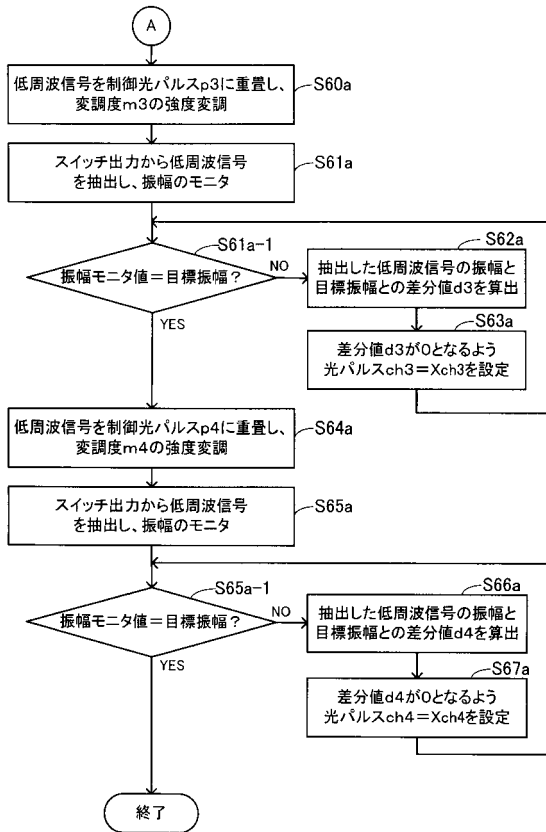 A
低周波信号を制御光パルスp3に重畳し、
変調度m3の強度変調
S60a
スイッチ出力から低周波信号
を抽出し、振幅のモニタ
S61a
S61a-1
振幅モニタ値=目標振幅?
NO
YES
S62a
抽出した低周波信号の振幅と
目標振幅との差分値d3を算出
S63a
差分値d3が0となるよう
光パルスch3=Xch3を設定
低周波信号を制御光パルスp4に重畳し、
変調度m4の強度変調
S64a
スイッチ出力から低周波信号
を抽出し、振幅のモニタ
S65a
S65a-1
振幅モニタ値=目標振幅?
NO
YES
S66a
抽出した低周波信号の振幅と
目標振幅との差分値d4を算出
S67a
差分値d4が0となるよう
光パルスch4=Xch4を設定
終了